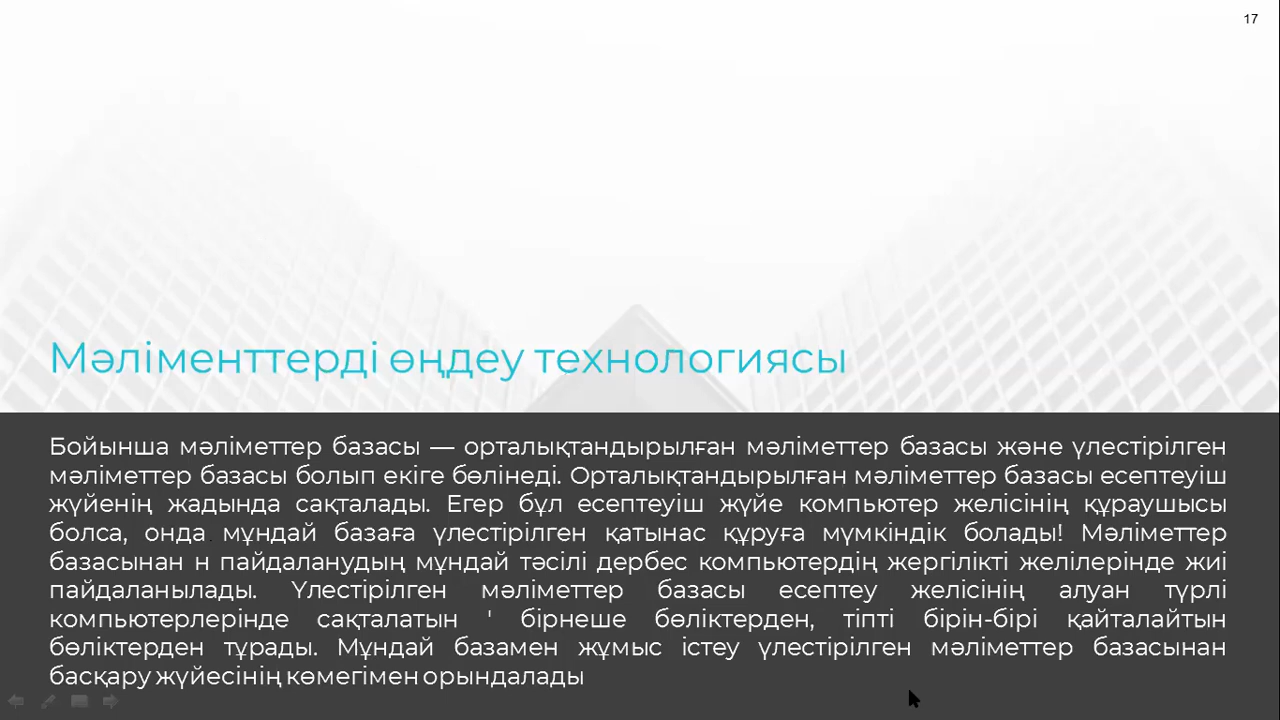 17
Мәліменттерді өңдеу технологиясы
Бойынша мәліметтер базасы — орталықтандырылған мәліметтер базасы және үлестірілген
мәліметтер базасы болып екіге бөлінеді. Орталықтандырылған мәліметтер базасы есептеуіш
жүйенің жадында сақталады. Егер бұл есептеуіш жүйе компьютер желісінің құраушысы
болса, онда мұндай базаға үлестірілген қатынас құруға мүмкіндік болады! Мәліметтер
базасынан н пайдаланудың мұндай тәсілі дербес компьютердің жергілікті желілерінде жиі
пайдаланылады. Үлестірілген мәліметтер базасы есептеу желісінің алуан түрлі
компьютерлерінде сақталатын ' бірнеше бөліктерден, тіпті бірін-бірі қайталайтын
бөліктерден тұрады. Мұндай базамен жұмыс істеу үлестірілген мәліметтер базасынан
басқару жүйесінің көмегімен орындалады